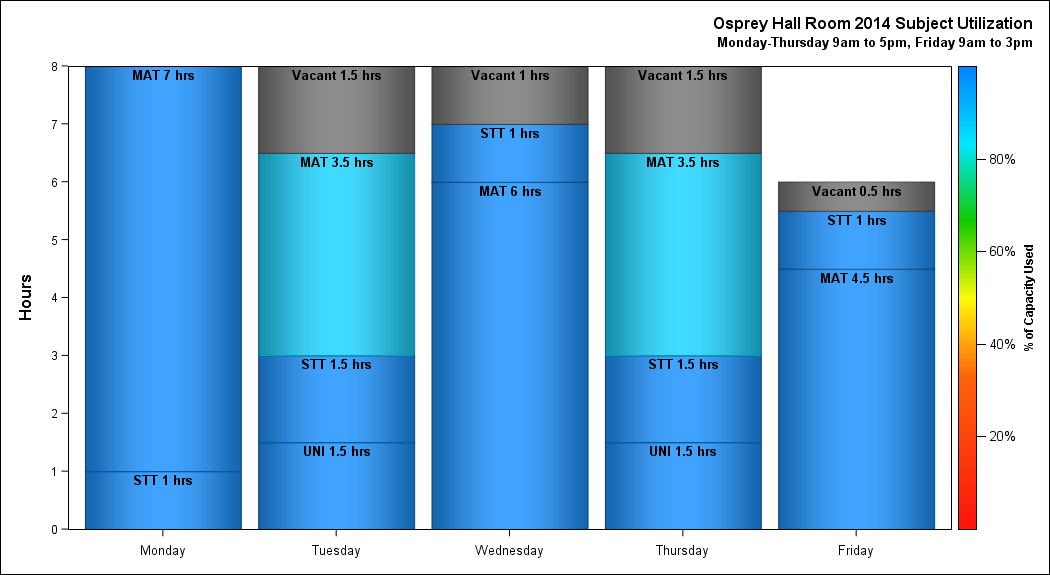 Osprey Hall Room 2014 Subject Utilization
Monday-Thursday 9am to 5pm, Friday 9am to 3pm
Hours
8
7
6
5
4
3
2
1
0
MAT 7 hrs
STT 1 hrs
Vacant 1.5 hrs
MAT 3.5 hrs
STT 1.5 hrs
UNI 1.5 hrs
Vacant 1 hrs
STT 1 hrs
MAT 6 hrs
Vacant 1.5 hrs
MAT 3.5 hrs
STT 1.5 hrs
UNI 1.5 hrs
Vacant 0.5 hrs
STT 1 hrs
MAT 4.5 hrs
Monday
Tuesday
Wednesday
Thursday
Friday
80%
60%
40%
20%
% of Capacity Used